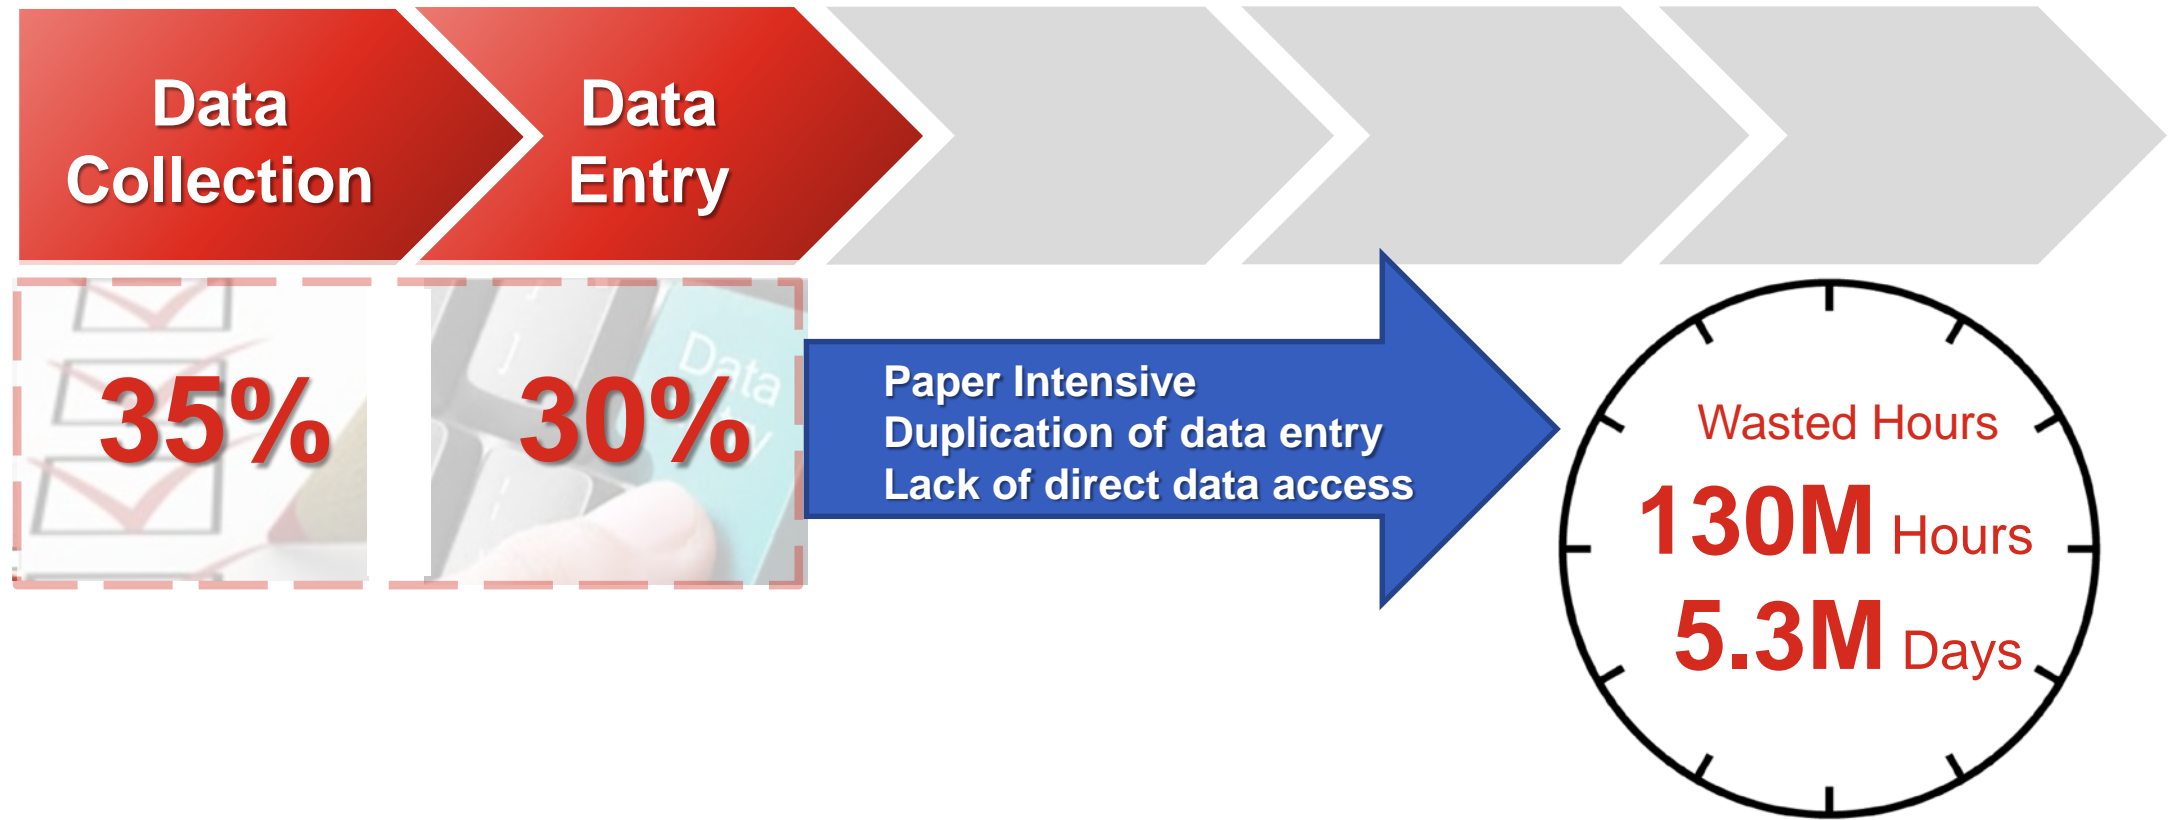 Data
Collection
Data
Entry
35%
30%
Data
Paper Intensive
Duplication of data entry
Lack of direct data access
Wasted Hours
130M Hours
5.3M Days